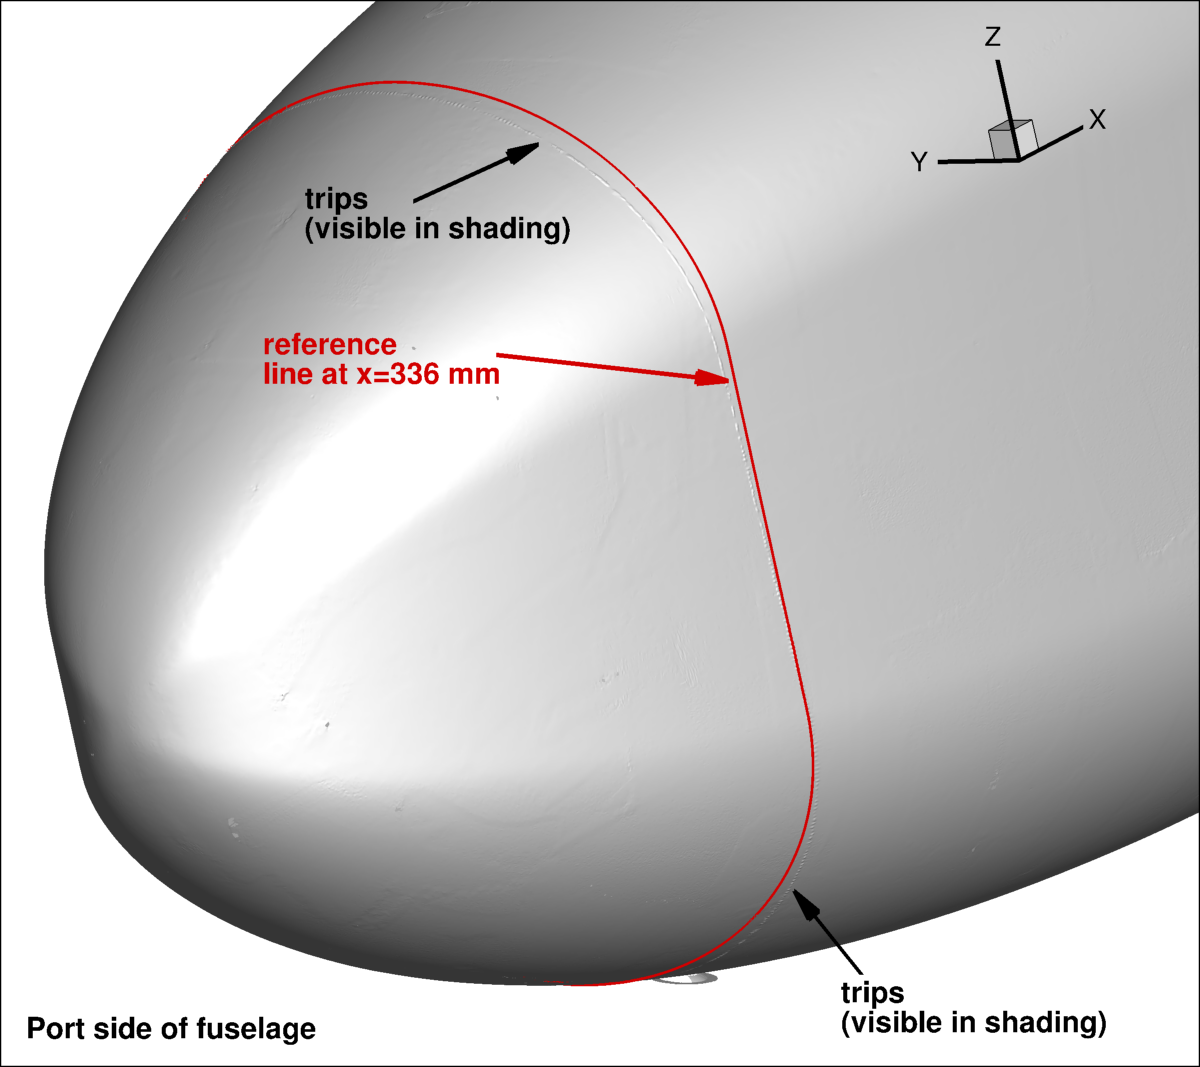 Z
X
Y
trips
(visible in shading)
reference
line at x=336 mm
trips
(visible in shading)
Port side of fuselage